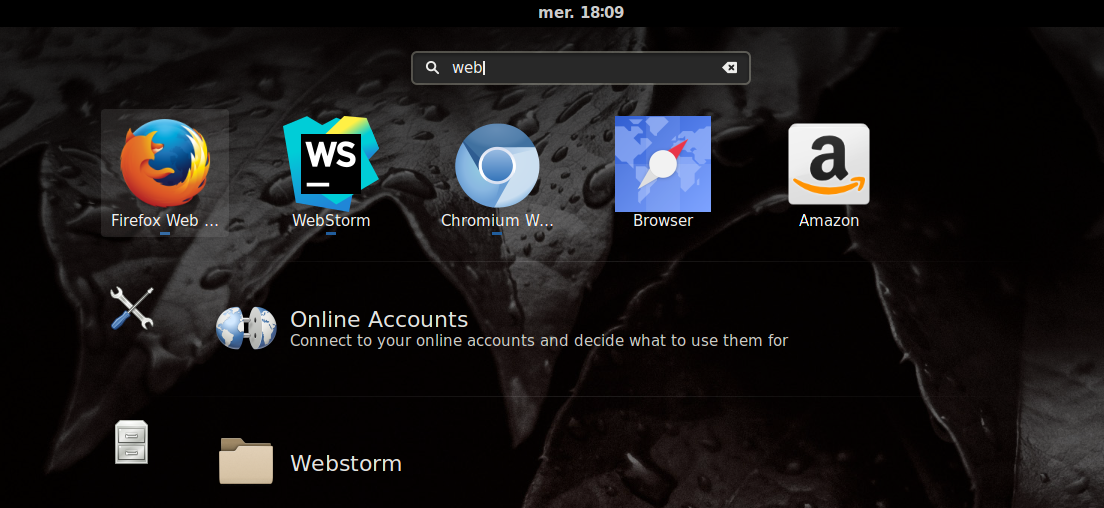 mer. 18:09
web
WS
a
Firefox Web ...
WebStorm
Chromium W...
Browser
Amazon
Online Accounts
Connect to your online accounts and decide what to use them for
Webstorm